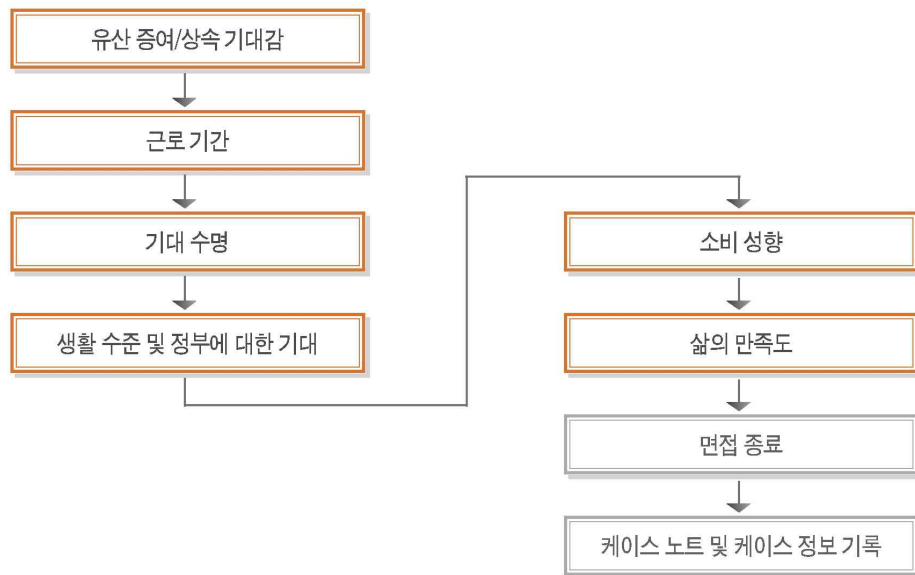 유산 증여/상속 기대감
근로 기간
기대 수명
생활 수준 및 정부에 대한 기대
소비 성향
삶의 만족도
면접 종료
케이스 노트 및 케이스 정보 기록